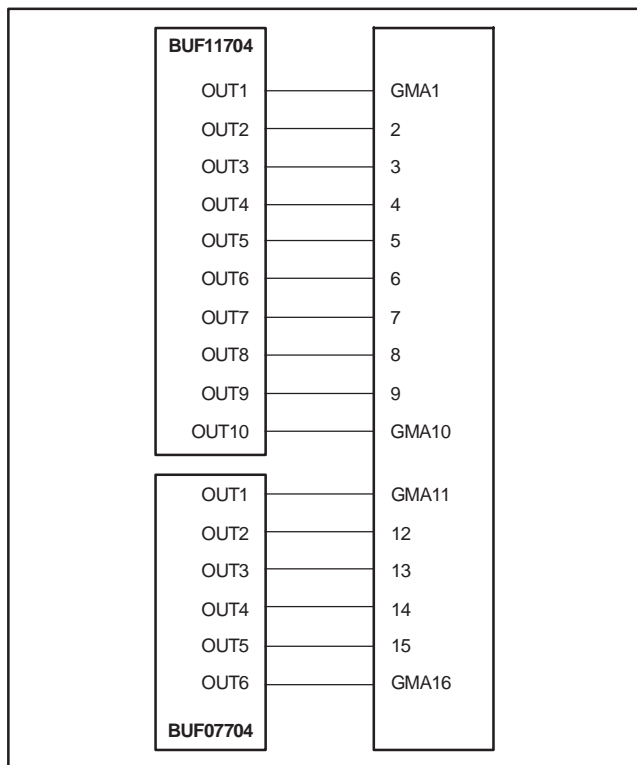 BUF11704
OUT1 GMA1
OUT2 2
OUT3 3
OUT4 4
OUT5 5
OUT6 6
OUT7 7
OUT8 8
OUT9 9
OUT10 GMA10
OUT1 GMA11
OUT2 12
OUT3 13
OUT4 14
OUT5 15
OUT6 GMA16
BUF07704